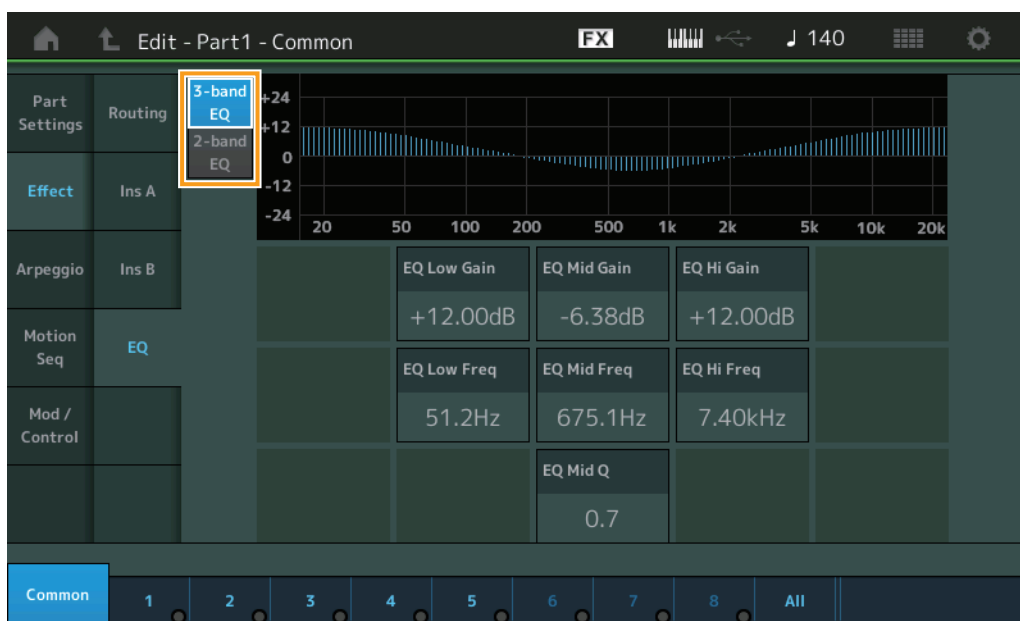 Edit - Part1 - Common
FX
140
Part
Settings
Routing
3-band
EQ
2-band
EQ
+24
+12
0
-12
-24
20 50 100 200 500 1k 2k 5k 10k 20k
Effect
Ins A
Arpeggio
Ins B
Motion
Seq
EQ
Mod /
Control
EQ Low Gain
+12.00dB
EQ Mid Gain
-6.38dB
EQ Hi Gain
+12.00dB
EQ Low Freq
51.2Hz
EQ Mid Freq
675.1Hz
EQ Hi Freq
7.40kHz
EQ Mid Q
0.7
Common 1 2 3 4 5 6 7 8 All